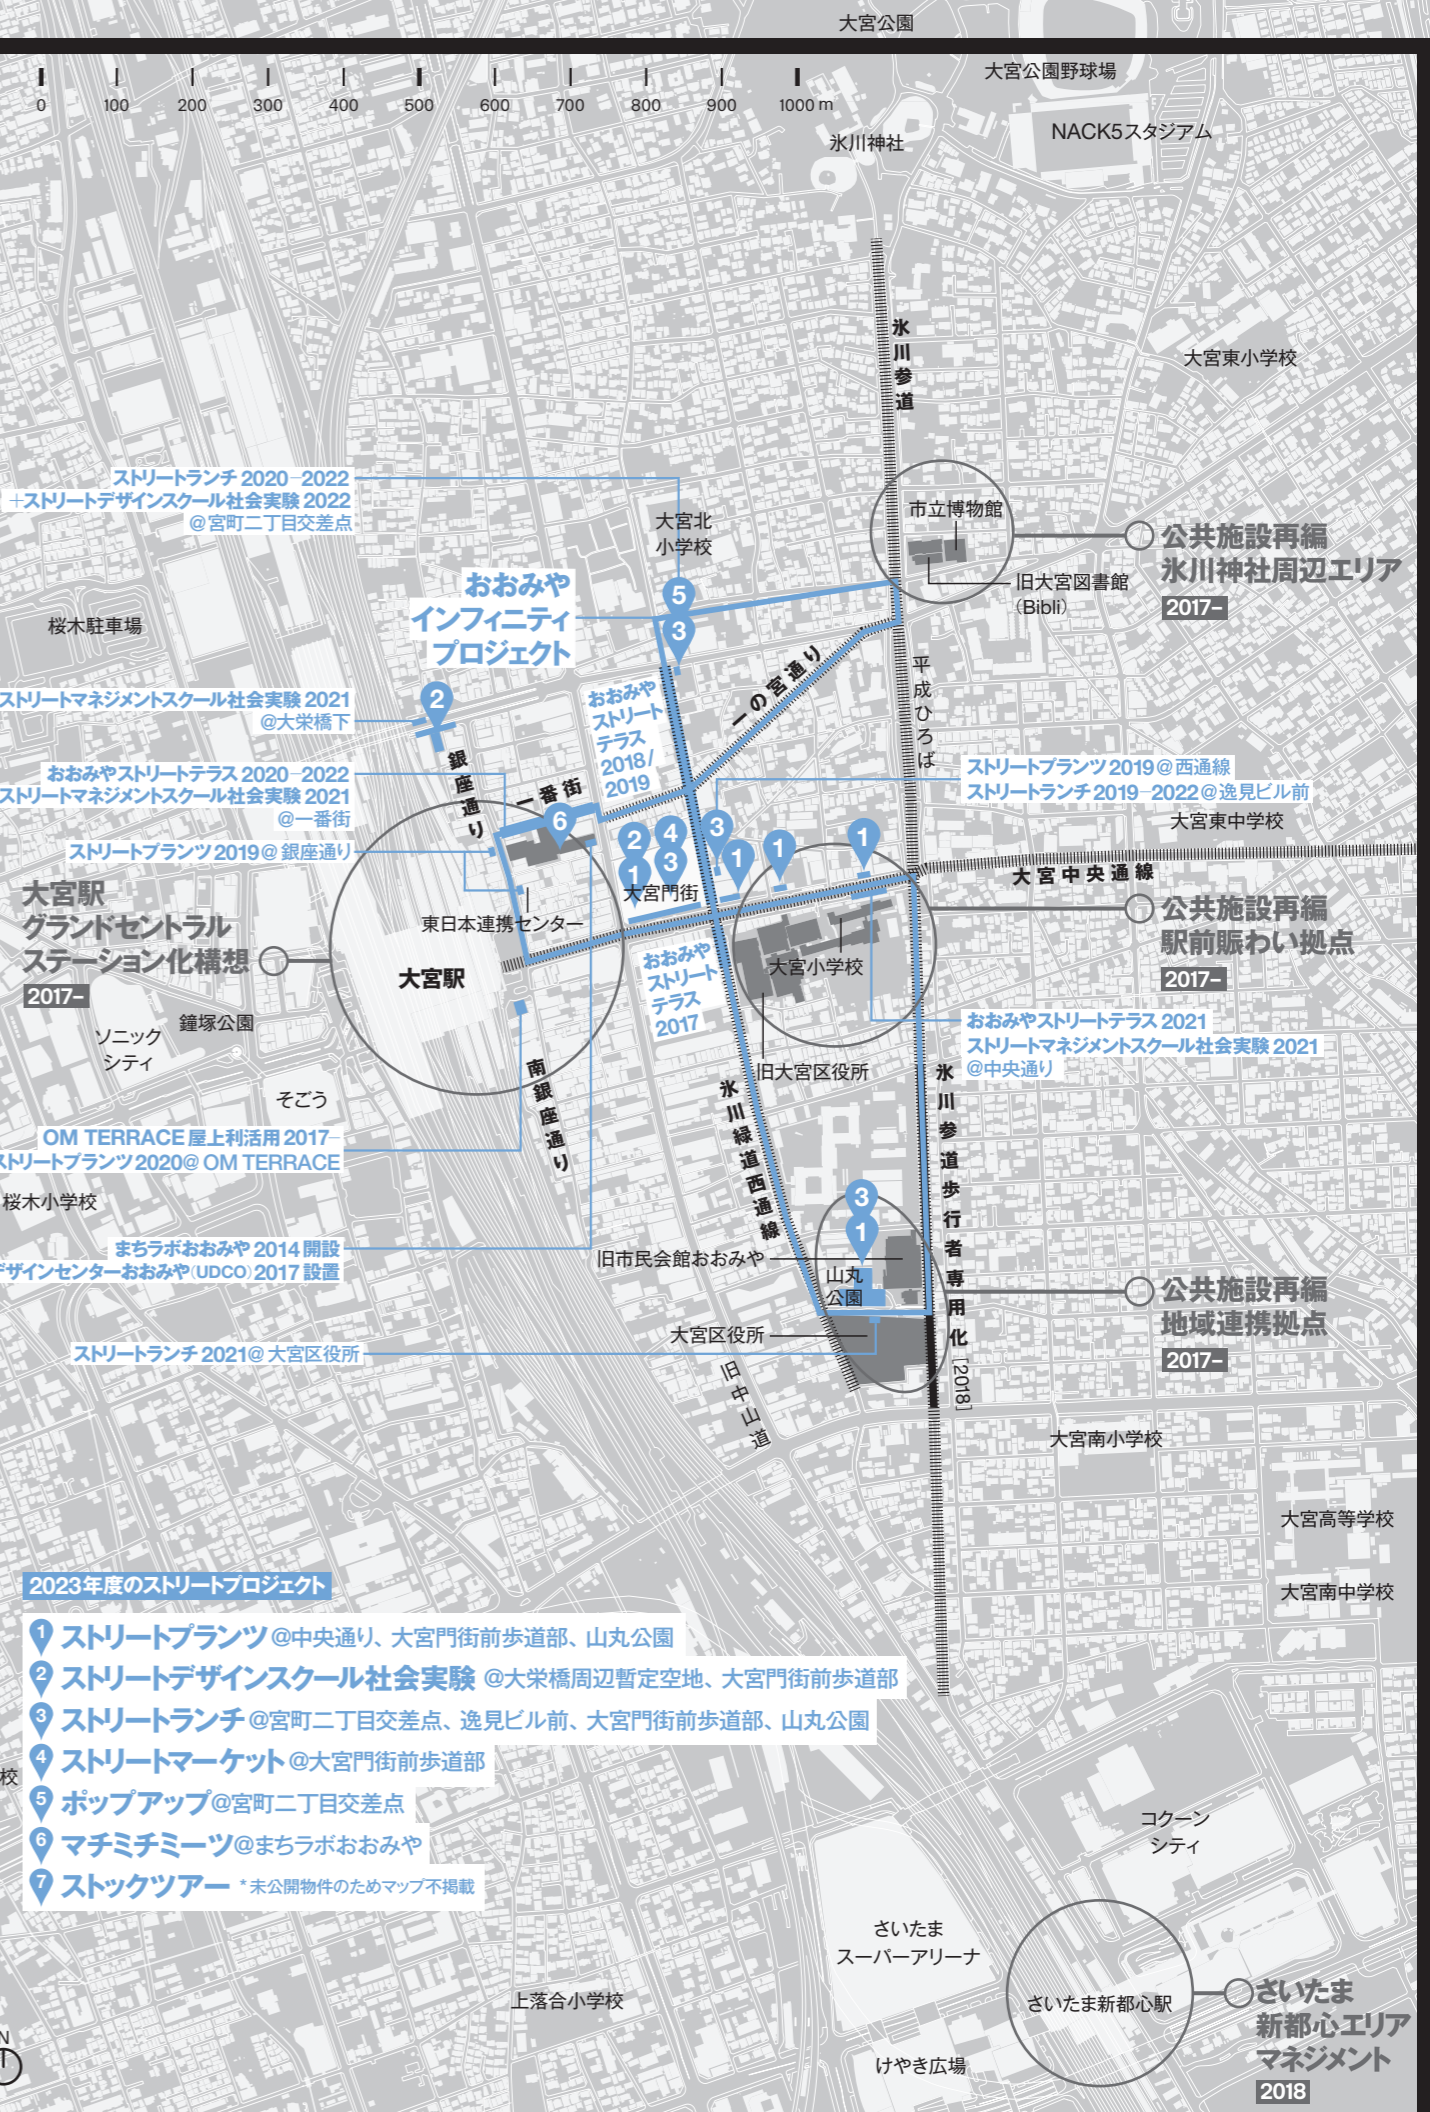 大宮公園
大宮公園野球場
0 100 200 300 400 500 600 700 800 900 1000 m
NACK5スタジアム
氷川神社
氷川参道
大宮東小学校
ストリートランチ 2020–2022
+ストリートデザインスクール社会実験 2022
@宮町二丁目交差点
大宮北
小学校
市立博物館
公共施設再編
氷川神社周辺エリア
2017–
旧大宮図書館
(Bibli)
おおみや
インフィニティ
プロジェクト
5
3
桜木駐車場
一の宮通り
平成ひろば
ストリートマネジメントスクール社会実験 2021
@大栄橋下
2
おおみや
ストリート
テラス
2018/
2019
銀座通り
一番街
おおみやストリートテラス 2020–2022
ストリートマネジメントスクール社会実験 2021
@一番街
ストリートプランツ 2019@西通線
ストリートランチ 2019–2022@逸見ビル前
大宮東中学校
ストリートプランツ 2019@銀座通り
6
2
4
3
1
3
1
1
1
大宮門街
大宮中央通線
大宮駅
グランドセントラル
ステーション化構想
2017–
東日本連携センター
公共施設再編
駅前賑わい拠点
2017–
大宮駅
大宮小学校
おおみや
ストリート
テラス
2017
鐘塚公園
ソニック
シティ
おおみやストリートテラス 2021
ストリートマネジメントスクール社会実験 2021
@中央通り
旧大宮区役所
そごう
南銀座通り
氷川緑道西通線
氷川参道歩行者専用化[2018]
OM TERRACE 屋上利活用 2017–
ストリートプランツ 2020@ OM TERRACE
桜木小学校
3
1
まちラボおおみや 2014 開設
デザインセンターおおみや(UDCO)2017 設置
旧市民会館おおみや
山丸
公園
公共施設再編
地域連携拠点
2017–
大宮区役所
ストリートランチ 2021@大宮区役所
旧中山道
大宮南小学校
大宮高等学校
大宮南中学校
2023年度のストリートプロジェクト
1 ストリートプランツ @中央通り、大宮門街前歩道部、山丸公園
2 ストリートデザインスクール社会実験 @大栄橋周辺暫定空地、大宮門街前歩道部
3 ストリートランチ @宮町二丁目交差点、逸見ビル前、大宮門街前歩道部、山丸公園
4 ストリートマーケット @大宮門街前歩道部
校
5 ポップアップ@宮町二丁目交差点
6 マチミチミーツ@まちラボおおみや
7 ストックツアー *未公開物件のためマップ不掲載
コクーン
シティ
さいたま
スーパーアリーナ
上落合小学校
さいたま新都心駅
さいたま
新都心エリア
マネジメント
2018
けやき広場
N